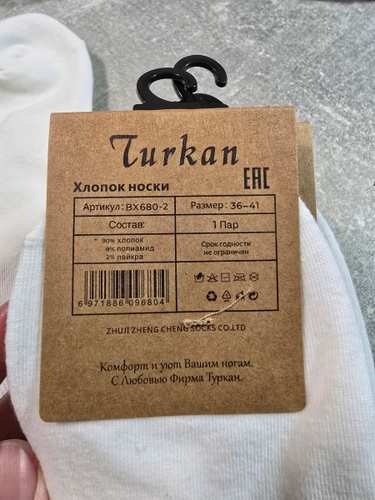 Turkan
Хлопок носки EAC
Артикул: BX680-2
Размер: 36-41
Состав:
1 Пар
90% хлопок
8% полиамид
2% лайкра
Срок годности
не ограничен
6 971886 098804
ZHUJI ZHENG CHENG SOCKS CO.LTD
Комфорт и уют Вашим ногам.
С Любовью Фирма Туркан.